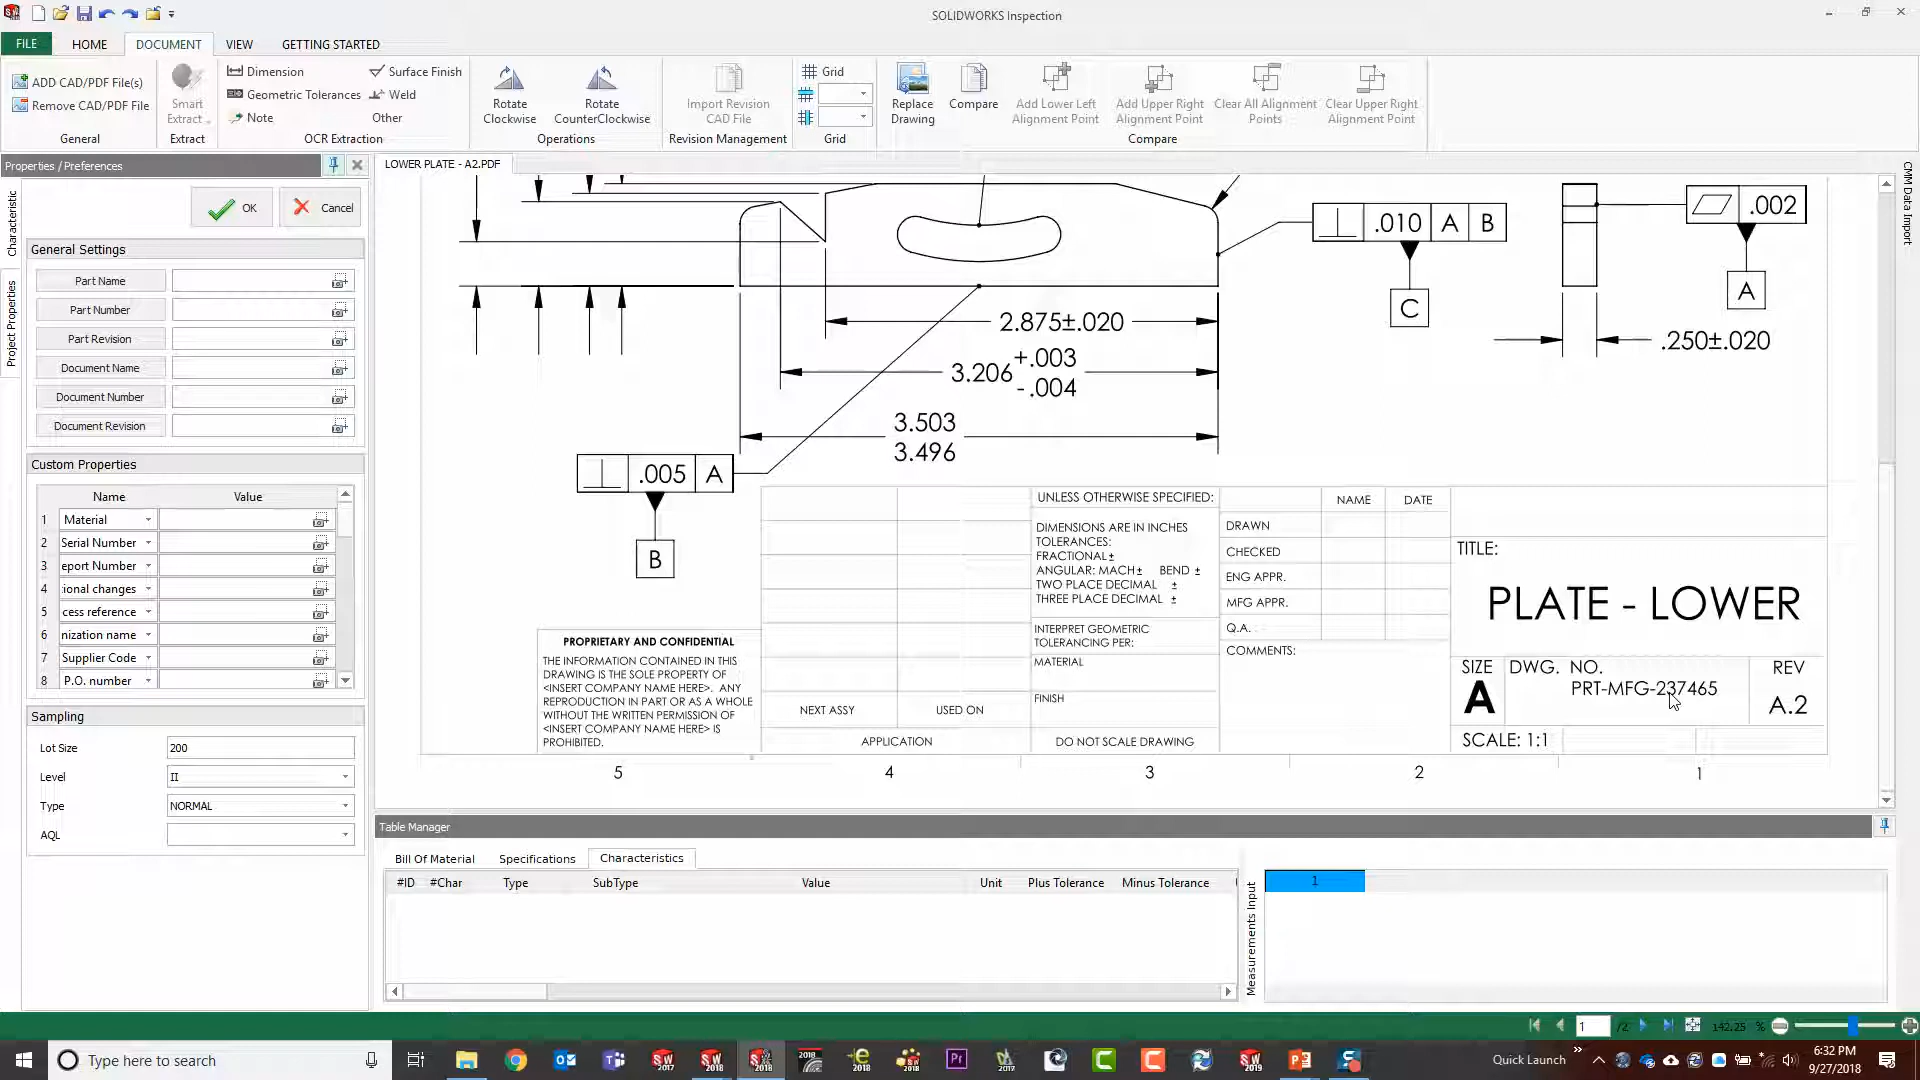 SOLIDWORKS Inspection
FILE HOME DOCUMENT VIEW GETTING STARTED
ADD CAD/PDF File(s)
Remove CAD/PDF File
General
Smart Extract
Extract
Dimension
Geometric Tolerances
Note
Surface Finish
Weld
Other
OCR Extraction
Rotate Clockwise
Rotate CounterClockwise
Operations
Import Revision CAD File
Revision Management
Grid
Grid
Replace Drawing
Compare
Add Lower Left Alignment Point
Add Upper Right Alignment Point
Clear All Alignment Points
Clear Upper Right Alignment Point
Compare
Properties / Preferences
LOWER PLATE - A2.PDF
Characteristic
Project Properties
CMM Data Import
OK
Cancel
General Settings
Part Name
Part Number
Part Revision
Document Name
Document Number
Document Revision
Custom Properties
Name Value
1 Material
2 Serial Number
3 eport Number
4 ional changes
5 cess reference
6 nization name
7 Supplier Code
8 P.O. number
Sampling
Lot Size 200
Level II
Type NORMAL
AQL
.010 A B
C
.002
A
2.875±.020
3.206 +.003 -.004
3.503
3.496
.250±.020
.005 A
B
PROPRIETARY AND CONFIDENTIAL
THE INFORMATION CONTAINED IN THIS
DRAWING IS THE SOLE PROPERTY OF
<INSERT COMPANY NAME HERE>. ANY
REPRODUCTION IN PART OR AS A WHOLE
WITHOUT THE WRITTEN PERMISSION OF
<INSERT COMPANY NAME HERE> IS
PROHIBITED.
NEXT ASSY USED ON
APPLICATION
UNLESS OTHERWISE SPECIFIED:
DIMENSIONS ARE IN INCHES
TOLERANCES:
FRACTIONAL±
ANGULAR: MACH± BEND ±
TWO PLACE DECIMAL ±
THREE PLACE DECIMAL ±
INTERPRET GEOMETRIC
TOLERANCING PER:
MATERIAL
FINISH
DO NOT SCALE DRAWING
NAME DATE
DRAWN
CHECKED
ENG APPR.
MFG APPR.
Q.A.
COMMENTS:
TITLE:
PLATE - LOWER
SIZE DWG. NO. REV
A PRT-MFG-237465 A.2
SCALE: 1:1
5 4 3 2 1
Table Manager
Bill Of Material Specifications Characteristics
#ID #Char Type SubType Value Unit Plus Tolerance Minus Tolerance
Measurements Input
1
1 /2 142.25 %
Type here to search
2017 2018 2018 2018 2018 2018 Pr 2017 2019
Quick Launch
6:32 PM
9/27/2018